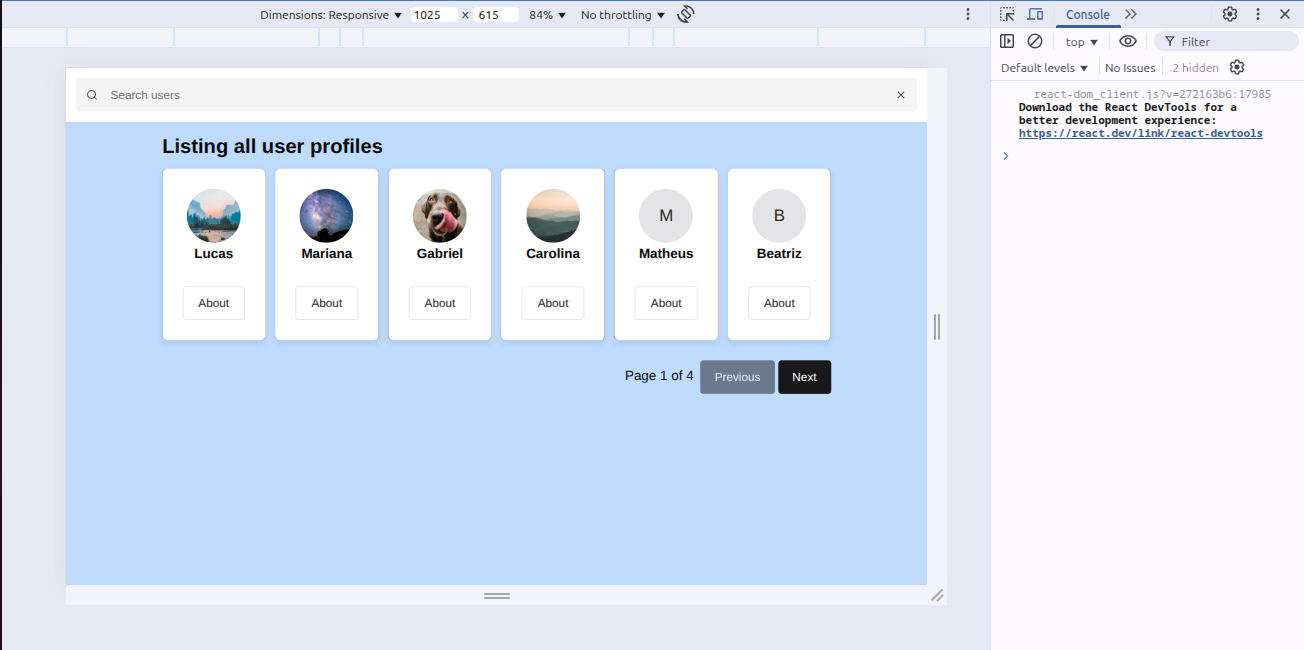 Dimensions: Responsive ▼ 1025 × 615 84% ▼ No throttling ▼
Console
top ▼ Filter
Default levels ▼ No Issues 2 hidden
react-dom_client.js?v=272163b6:17985
Download the React DevTools for a
better development experience:
https://react.dev/link/react-devtools
Search users
Listing all user profiles
M B
Lucas Mariana Gabriel Carolina Matheus Beatriz
About About About About About About
Page 1 of 4 Previous Next